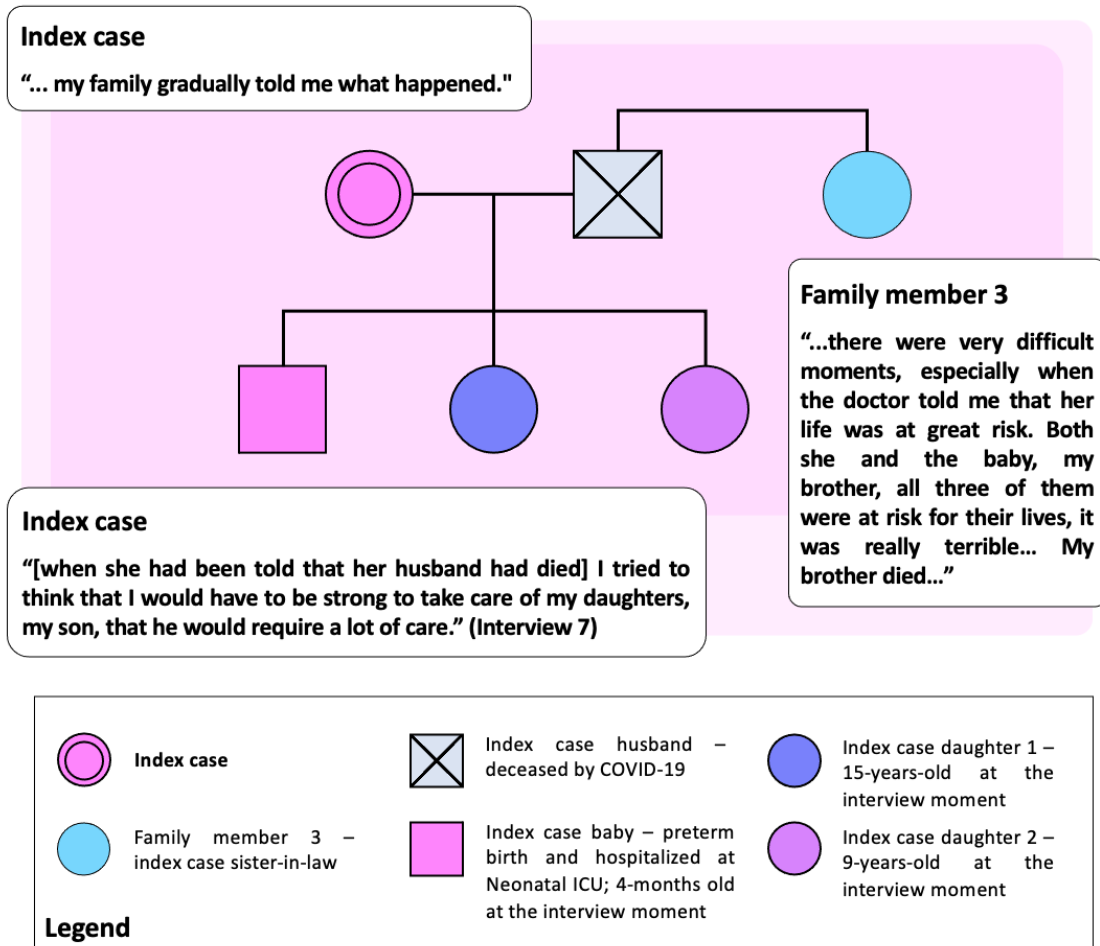 Index case
“... my family gradually told me what happened."
Family member 3
“...there were very difficult
moments, especially when
the doctor told me that her
life was at great risk. Both
she and the baby, my
brother, all three of them
were at risk for their lives, it
was really terrible... My
brother died...”
Index case
“[when she had been told that her husband had died] I tried to
think that I would have to be strong to take care of my daughters,
my son, that he would require a lot of care.” (Interview 7)
Index case
Index case husband –
deceased by COVID-19
Index case daughter 1 –
15-years-old at the
interview moment
Family member 3 –
index case sister-in-law
Index case baby – preterm
birth and hospitalized at
Neonatal ICU; 4-months old
at the interview moment
Index case daughter 2 –
9-years-old at the
interview moment
Legend